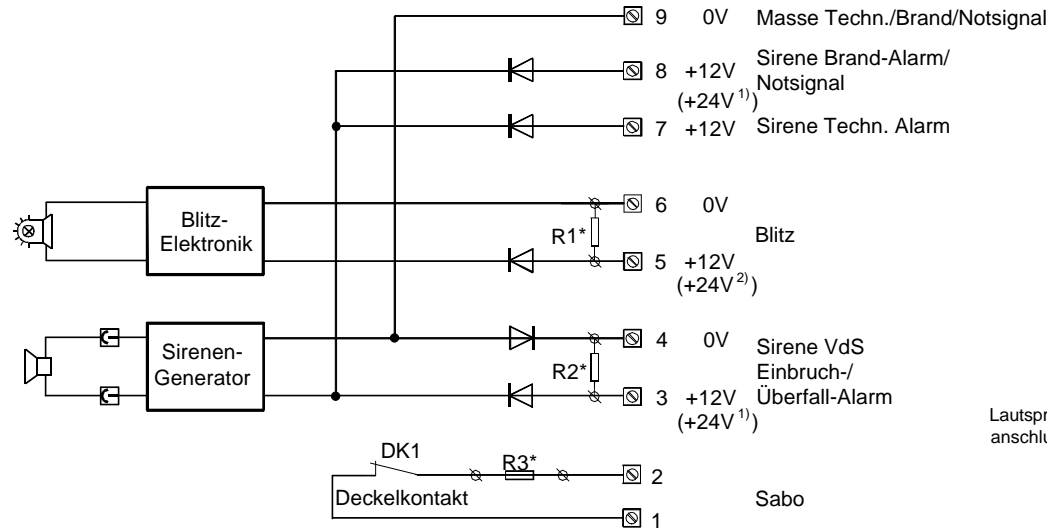 9 0V Masse Techn./Brand/Notsignal
8 +12V Sirene Brand-Alarm/
(+24V 1)) Notsignal
7 +12V Sirene Techn. Alarm
6 0V
Blitz-
Elektronik
R1*
Blitz
5 +12V
(+24V 2))
4 0V
Sirenen-
Generator
R2*
Sirene VdS
Einbruch-/
Überfall-Alarm
3 +12V
(+24V 1))
anschlu
DK1
R3*
2
Deckelkontakt
Sabo
1